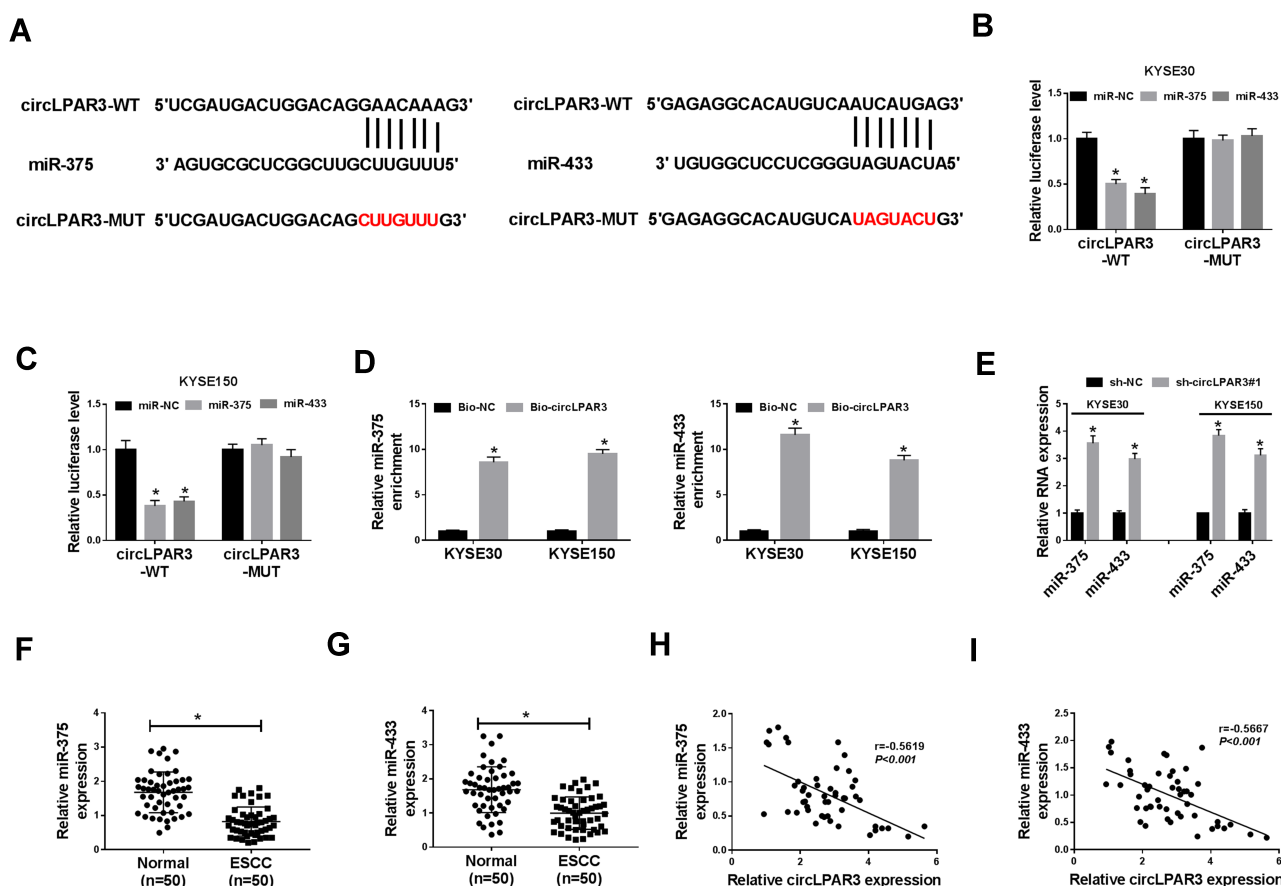 A
circLPAR3-WT 5'UCGAUGACUGGACAGGAACAAAG3'
miR-375 3' AGUGCGCUCGGCUUGCUUGUUU5'
circLPAR3-MUT 5'UCGAUGACUGGACAGCUUGUUUG3'
circLPAR3-WT 5'GAGAGGCACAUGUCAAUCAUGAG3'
miR-433 3' UGUGGCUCCUCGGGUAGUACUA5'
circLPAR3-MUT 5'GAGAGGCACAUGUCAUAGUACUG3'
B
KYSE30
miR-NC miR-375 miR-433
Relative luciferase level
1.5
1.0
0.5
0.0
* *
circLPAR3 circLPAR3
-WT -MUT
C
KYSE150
miR-NC miR-375 miR-433
Relative luciferase level
1.5
1.0
0.5
0.0
* *
circLPAR3 circLPAR3
-WT -MUT
D
Bio-NC Bio-circLPAR3
Relative miR-375
enrichment
15
10
5
0
* *
KYSE30 KYSE150
Bio-NC Bio-circLPAR3
Relative miR-433
enrichment
15
10
5
0
* *
KYSE30 KYSE150
E
sh-NC sh-circLPAR3#1
KYSE30 KYSE150
Relative RNA expression
5
4
3
2
1
0
* * * *
miR-375 miR-433 miR-375 miR-433
F
Relative miR-375
expression
4
3
2
1
0
*
Normal ESCC
(n=50) (n=50)
G
Relative miR-433
expression
4
3
2
1
0
*
Normal ESCC
(n=50) (n=50)
H
Relative miR-375
expression
2.0
1.5
1.0
0.5
0.0
r=-0.5619
P<0.001
0 2 4 6
Relative circLPAR3 expression
I
Relative miR-433
expression
2.5
2.0
1.5
1.0
0.5
0.0
r=-0.5667
P<0.001
0 2 4 6
Relative circLPAR3 expression